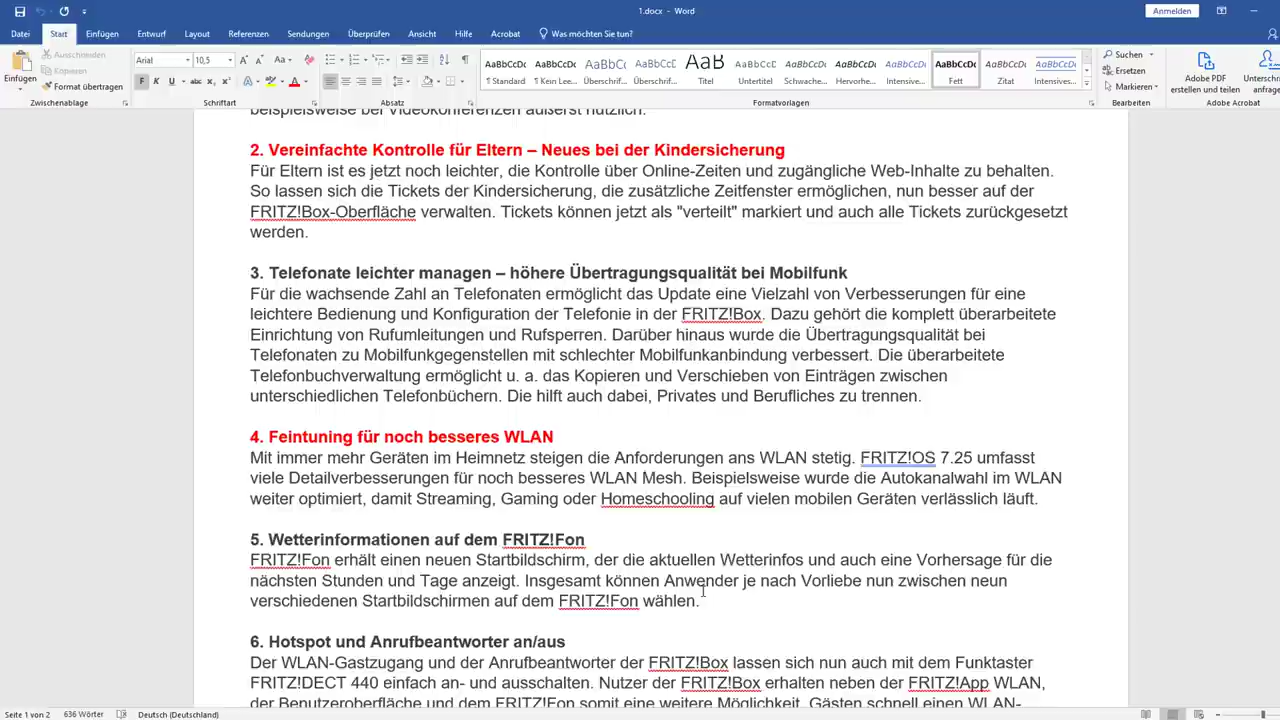 1.docx - Word
Anmelden
Datei Start Einfügen Entwurf Layout Referenzen Sendungen Überprüfen Ansicht Hilfe Acrobat Was möchten Sie tun?
Einfügen
Ausschneiden
Kopieren
Format übertragen
Zwischenablage
Arial 10,5
F K U abc x₂ x²
Schriftart
Absatz
AaBbCcDc AaBbCcDc AaBbCc AaBbCcC AaB AaBbCcD AaBbCcDc AaBbCcDc AaBbCcDc AaBbCcDc AaBbCcDc AaBbCcDc
¶ Standard ¶ Kein Lee... Überschrif... Überschrif... Titel Untertitel Schwache... Hervorhe... Intensive... Fett Zitat Intensives...
Formatvorlagen
Suchen
Ersetzen
Markieren
Bearbeiten
Adobe PDF
erstellen und teilen
Unterschri
anfrage
Adobe Acrobat
beispielsweise bei Videokonferenzen äußerst nützlich.
2. Vereinfachte Kontrolle für Eltern – Neues bei der Kindersicherung
Für Eltern ist es jetzt noch leichter, die Kontrolle über Online-Zeiten und zugängliche Web-Inhalte zu behalten.
So lassen sich die Tickets der Kindersicherung, die zusätzliche Zeitfenster ermöglichen, nun besser auf der
FRITZ!Box-Oberfläche verwalten. Tickets können jetzt als "verteilt" markiert und auch alle Tickets zurückgesetzt
werden.
3. Telefonate leichter managen – höhere Übertragungsqualität bei Mobilfunk
Für die wachsende Zahl an Telefonaten ermöglicht das Update eine Vielzahl von Verbesserungen für eine
leichtere Bedienung und Konfiguration der Telefonie in der FRITZ!Box. Dazu gehört die komplett überarbeitete
Einrichtung von Rufumleitungen und Rufsperren. Darüber hinaus wurde die Übertragungsqualität bei
Telefonaten zu Mobilfunkgegenstellen mit schlechter Mobilfunkanbindung verbessert. Die überarbeitete
Telefonbuchverwaltung ermöglicht u. a. das Kopieren und Verschieben von Einträgen zwischen
unterschiedlichen Telefonbüchern. Die hilft auch dabei, Privates und Berufliches zu trennen.
4. Feintuning für noch besseres WLAN
Mit immer mehr Geräten im Heimnetz steigen die Anforderungen ans WLAN stetig. FRITZ!OS 7.25 umfasst
viele Detailverbesserungen für noch besseres WLAN Mesh. Beispielsweise wurde die Autokanalwahl im WLAN
weiter optimiert, damit Streaming, Gaming oder Homeschooling auf vielen mobilen Geräten verlässlich läuft.
5. Wetterinformationen auf dem FRITZ!Fon
FRITZ!Fon erhält einen neuen Startbildschirm, der die aktuellen Wetterinfos und auch eine Vorhersage für die
nächsten Stunden und Tage anzeigt. Insgesamt können Anwender je nach Vorliebe nun zwischen neun
verschiedenen Startbildschirmen auf dem FRITZ!Fon wählen.
6. Hotspot und Anrufbeantworter an/aus
Der WLAN-Gastzugang und der Anrufbeantworter der FRITZ!Box lassen sich nun auch mit dem Funktaster
FRITZ!DECT 440 einfach an- und ausschalten. Nutzer der FRITZ!Box erhalten neben der FRITZ!App WLAN,
der Benutzeroberfläche und dem FRITZ!Fon somit eine weitere Möglichkeit, Gästen schnell einen WLAN-
Seite 1 von 2 636 Wörter Deutsch (Deutschland)